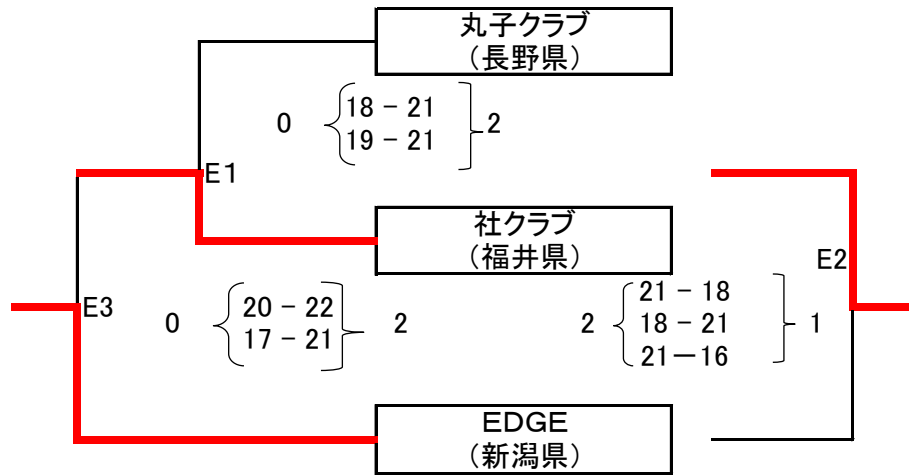 丸子クラブ
（長野県）
0 18 − 21 2
19 − 21
E1
社クラブ
（福井県）
E2
E3
0 20 − 22 2
17 − 21
2 21 − 18 1
18 − 21
21－16
EDGE
（新潟県）